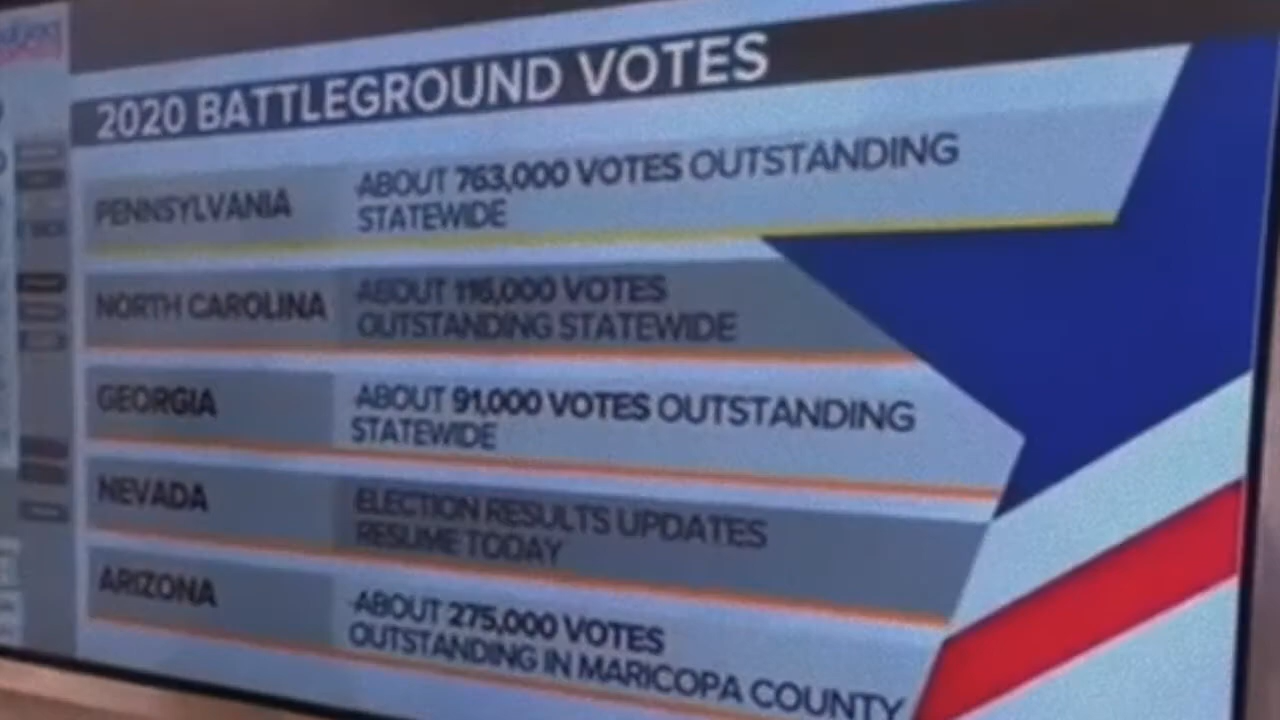 2020 BATTLEGROUND VOTES
PENNSYLVANIA
ABOUT 763,000 VOTES OUTSTANDING
STATEWIDE
NORTH CAROLINA
ABOUT 116,000 VOTES
OUTSTANDING STATEWIDE
GEORGIA
ABOUT 91,000 VOTES OUTSTANDING
STATEWIDE
NEVADA
ELECTION RESULTS UPDATES
RESUME TODAY
ARIZONA
ABOUT 275,000 VOTES
OUTSTANDING IN MARICOPA COUNTY